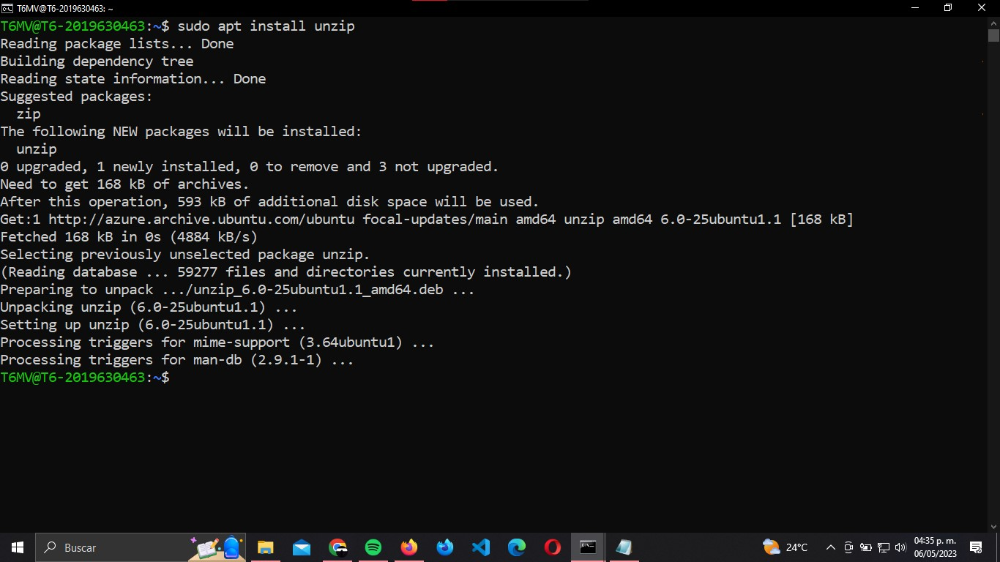 T6MV@T6-2019630463: ~
T6MV@T6-2019630463:~$ sudo apt install unzip
Reading package lists... Done
Building dependency tree
Reading state information... Done
Suggested packages:
  zip
The following NEW packages will be installed:
  unzip
0 upgraded, 1 newly installed, 0 to remove and 3 not upgraded.
Need to get 168 kB of archives.
After this operation, 593 kB of additional disk space will be used.
Get:1 http://azure.archive.ubuntu.com/ubuntu focal-updates/main amd64 unzip amd64 6.0-25ubuntu1.1 [168 kB]
Fetched 168 kB in 0s (4884 kB/s)
Selecting previously unselected package unzip.
(Reading database ... 59277 files and directories currently installed.)
Preparing to unpack .../unzip_6.0-25ubuntu1.1_amd64.deb ...
Unpacking unzip (6.0-25ubuntu1.1) ...
Setting up unzip (6.0-25ubuntu1.1) ...
Processing triggers for mime-support (3.64ubuntu1) ...
Processing triggers for man-db (2.9.1-1) ...
T6MV@T6-2019630463:~$
Buscar
24°C
04:35 p. m.
06/05/2023